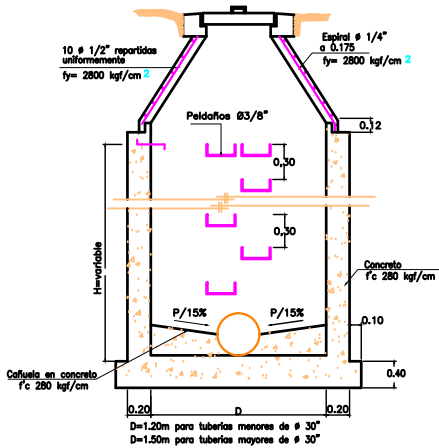 10 ø 1/2" repartidas
uniformemente
fy= 2800 kgf/cm 2
Espiral ø 1/4"
a 0.175
fy= 2800 kgf/cm 2
0.12
Peldaños Ø3/8"
0,30
0,30
H=variable
Concreto
f'c 280 kgf/cm
P/15%
P/15%
0.10
Cañuela en concreto
f'c 280 kgf/cm
0.40
0.20
D
0.20
D=1.20m para tuberias menores de ø 30"
D=1.50m para tuberias mayores de ø 30"